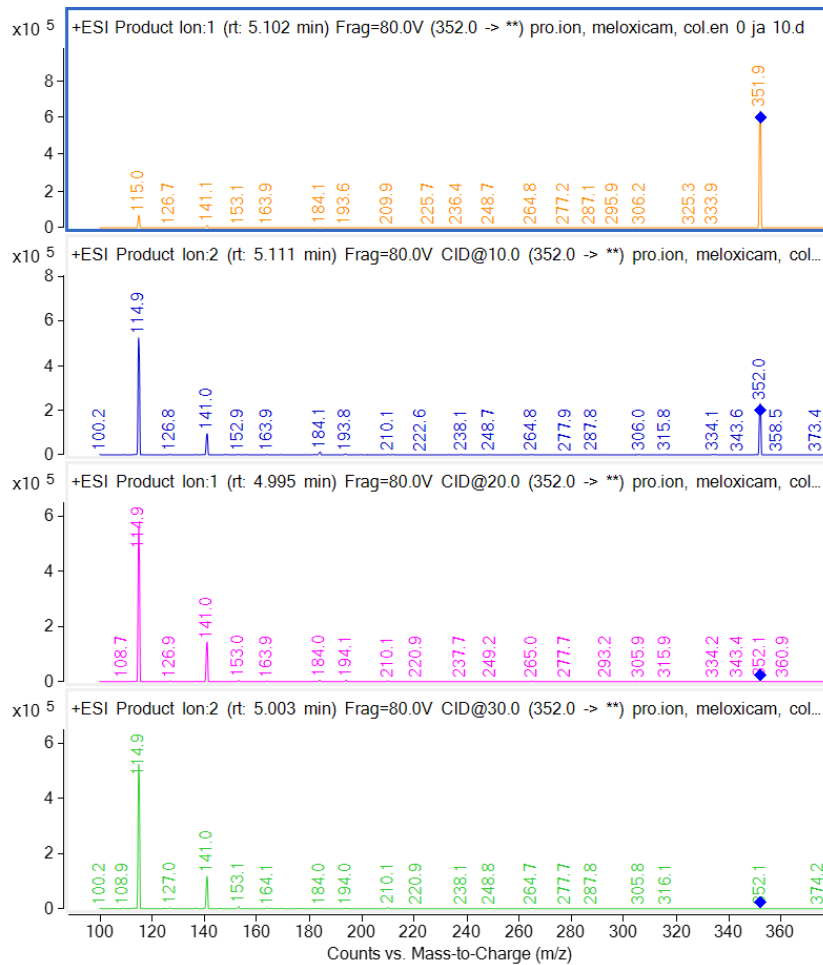 x10 5 +ESI Product Ion:1 (rt: 5.102 min) Frag=80.0V (352.0 -> **) pro.ion, meloxicam, col.en 0 ja 10.d
8
6
4
2
0
115.0 126.7 141.1 153.1 163.9 184.1 193.6 209.9 225.7 236.4 248.7 264.8 277.2 287.1 295.9 306.2 325.3 333.9 351.9
x10 5 +ESI Product Ion:2 (rt: 5.111 min) Frag=80.0V CID@10.0 (352.0 -> **) pro.ion, meloxicam, col...
8
6
4
2
0
100.2 114.9 126.8 141.0 152.9 163.9 184.1 193.8 210.1 222.6 238.1 248.7 264.8 277.9 287.8 306.0 315.8 334.1 343.6 352.0 358.5 373.4
x10 5 +ESI Product Ion:1 (rt: 4.995 min) Frag=80.0V CID@20.0 (352.0 -> **) pro.ion, meloxicam, col...
6
4
2
0
108.7 114.9 126.9 141.0 153.0 163.9 184.0 194.1 210.1 220.9 237.7 249.2 265.0 277.7 293.2 305.9 315.9 334.2 343.4 352.1 360.9
x10 5 +ESI Product Ion:2 (rt: 5.003 min) Frag=80.0V CID@30.0 (352.0 -> **) pro.ion, meloxicam, col...
6
4
2
0
100.2 108.9 114.9 127.0 141.0 153.1 164.1 184.0 194.0 210.1 220.9 238.1 248.8 264.7 277.7 287.8 305.8 316.1 352.1 374.2
100 120 140 160 180 200 220 240 260 280 300 320 340 360
Counts vs. Mass-to-Charge (m/z)